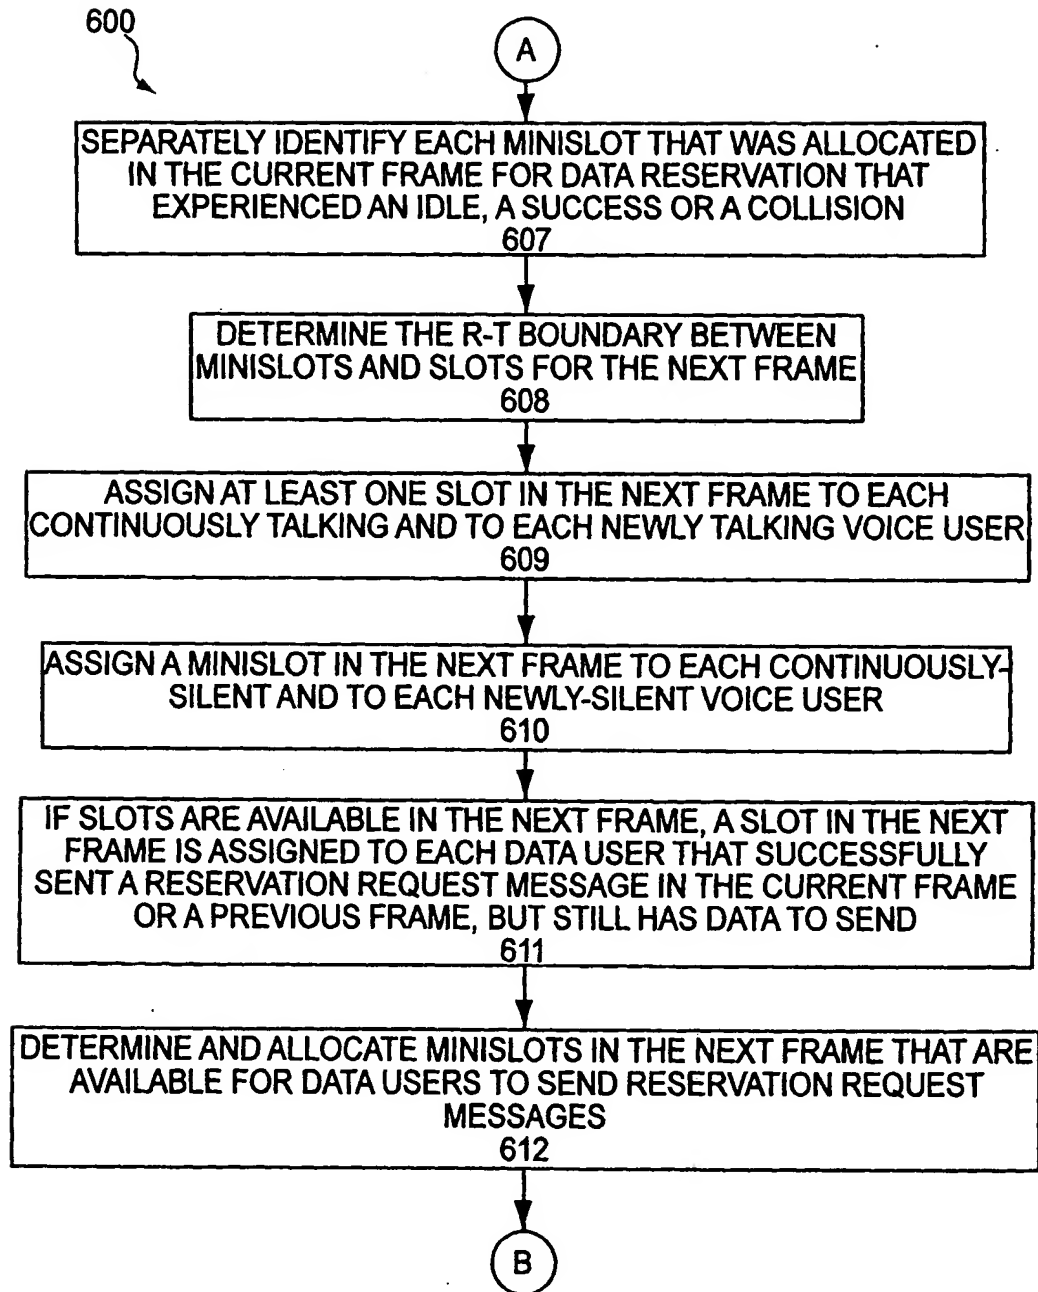 600
A
SEPARATELY IDENTIFY EACH MINISLOT THAT WAS ALLOCATED
IN THE CURRENT FRAME FOR DATA RESERVATION THAT
EXPERIENCED AN IDLE, A SUCCESS OR A COLLISION
607
DETERMINE THE R-T BOUNDARY BETWEEN
MINISLOTS AND SLOTS FOR THE NEXT FRAME
608
ASSIGN AT LEAST ONE SLOT IN THE NEXT FRAME TO EACH
CONTINUOUSLY TALKING AND TO EACH NEWLY TALKING VOICE USER
609
ASSIGN A MINISLOT IN THE NEXT FRAME TO EACH CONTINUOUSLY-
SILENT AND TO EACH NEWLY-SILENT VOICE USER
610
IF SLOTS ARE AVAILABLE IN THE NEXT FRAME, A SLOT IN THE NEXT
FRAME IS ASSIGNED TO EACH DATA USER THAT SUCCESSFULLY
SENT A RESERVATION REQUEST MESSAGE IN THE CURRENT FRAME
OR A PREVIOUS FRAME, BUT STILL HAS DATA TO SEND
611
DETERMINE AND ALLOCATE MINISLOTS IN THE NEXT FRAME THAT ARE
AVAILABLE FOR DATA USERS TO SEND RESERVATION REQUEST
MESSAGES
612
B